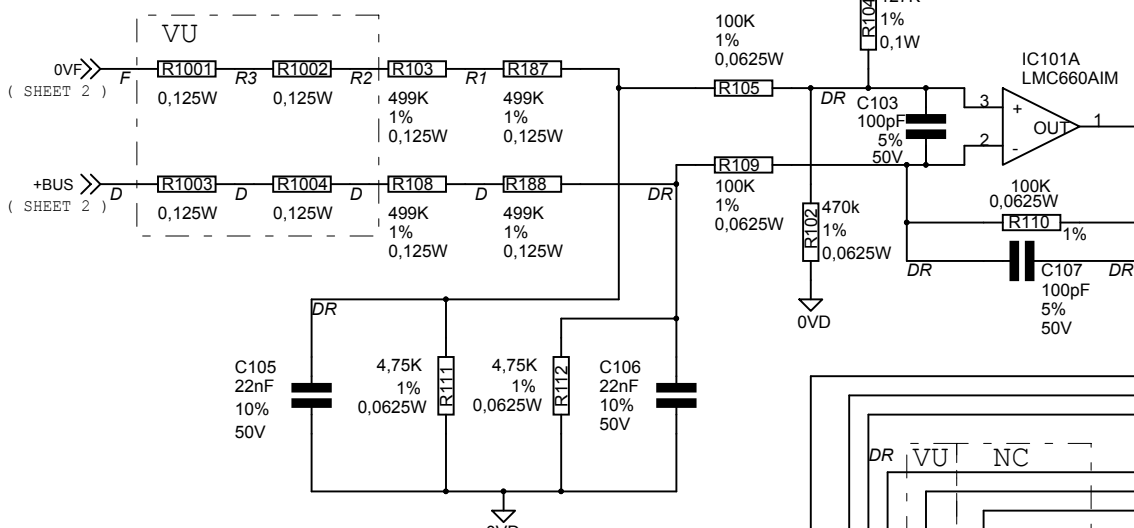 VU
0VF
F
( SHEET 2 )
R1001
0,125W
R3
R1002
0,125W
R2
R103
499K
1%
0,125W
R1
R187
499K
1%
0,125W
+BUS
D
( SHEET 2 )
R1003
0,125W
D
R1004
0,125W
D
R108
499K
1%
0,125W
D
R188
499K
1%
0,125W
DR
100K
1%
0,0625W
R105
R104
1%
0,1W
DR
C103
100pF
5%
50V
IC101A
LMC660AIM
3
+
2
-
OUT
1
R109
100K
1%
0,0625W
R102
470k
1%
0,0625W
0VD
100K
0,0625W
R110
1%
DR
C107
100pF
5%
50V
DR
DR
C105
22nF
10%
50V
4,75K
1%
0,0625W
R111
4,75K
1%
0,0625W
R112
C106
22nF
10%
50V
DR
VU
NC